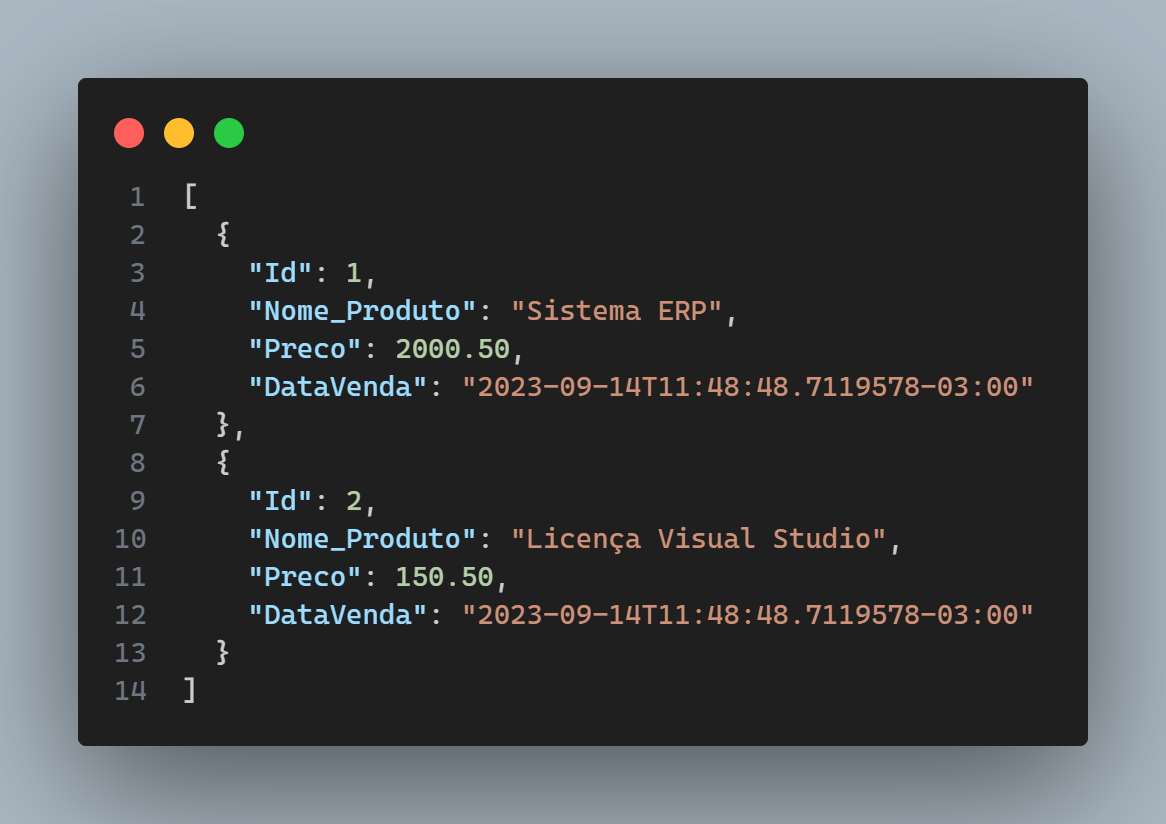 1 [
2   {
3     "Id": 1,
4     "Nome_Produto": "Sistema ERP",
5     "Preco": 2000.50,
6     "DataVenda": "2023-09-14T11:48:48.7119578-03:00"
7   },
8   {
9     "Id": 2,
10     "Nome_Produto": "Licença Visual Studio",
11     "Preco": 150.50,
12     "DataVenda": "2023-09-14T11:48:48.7119578-03:00"
13   }
14 ]